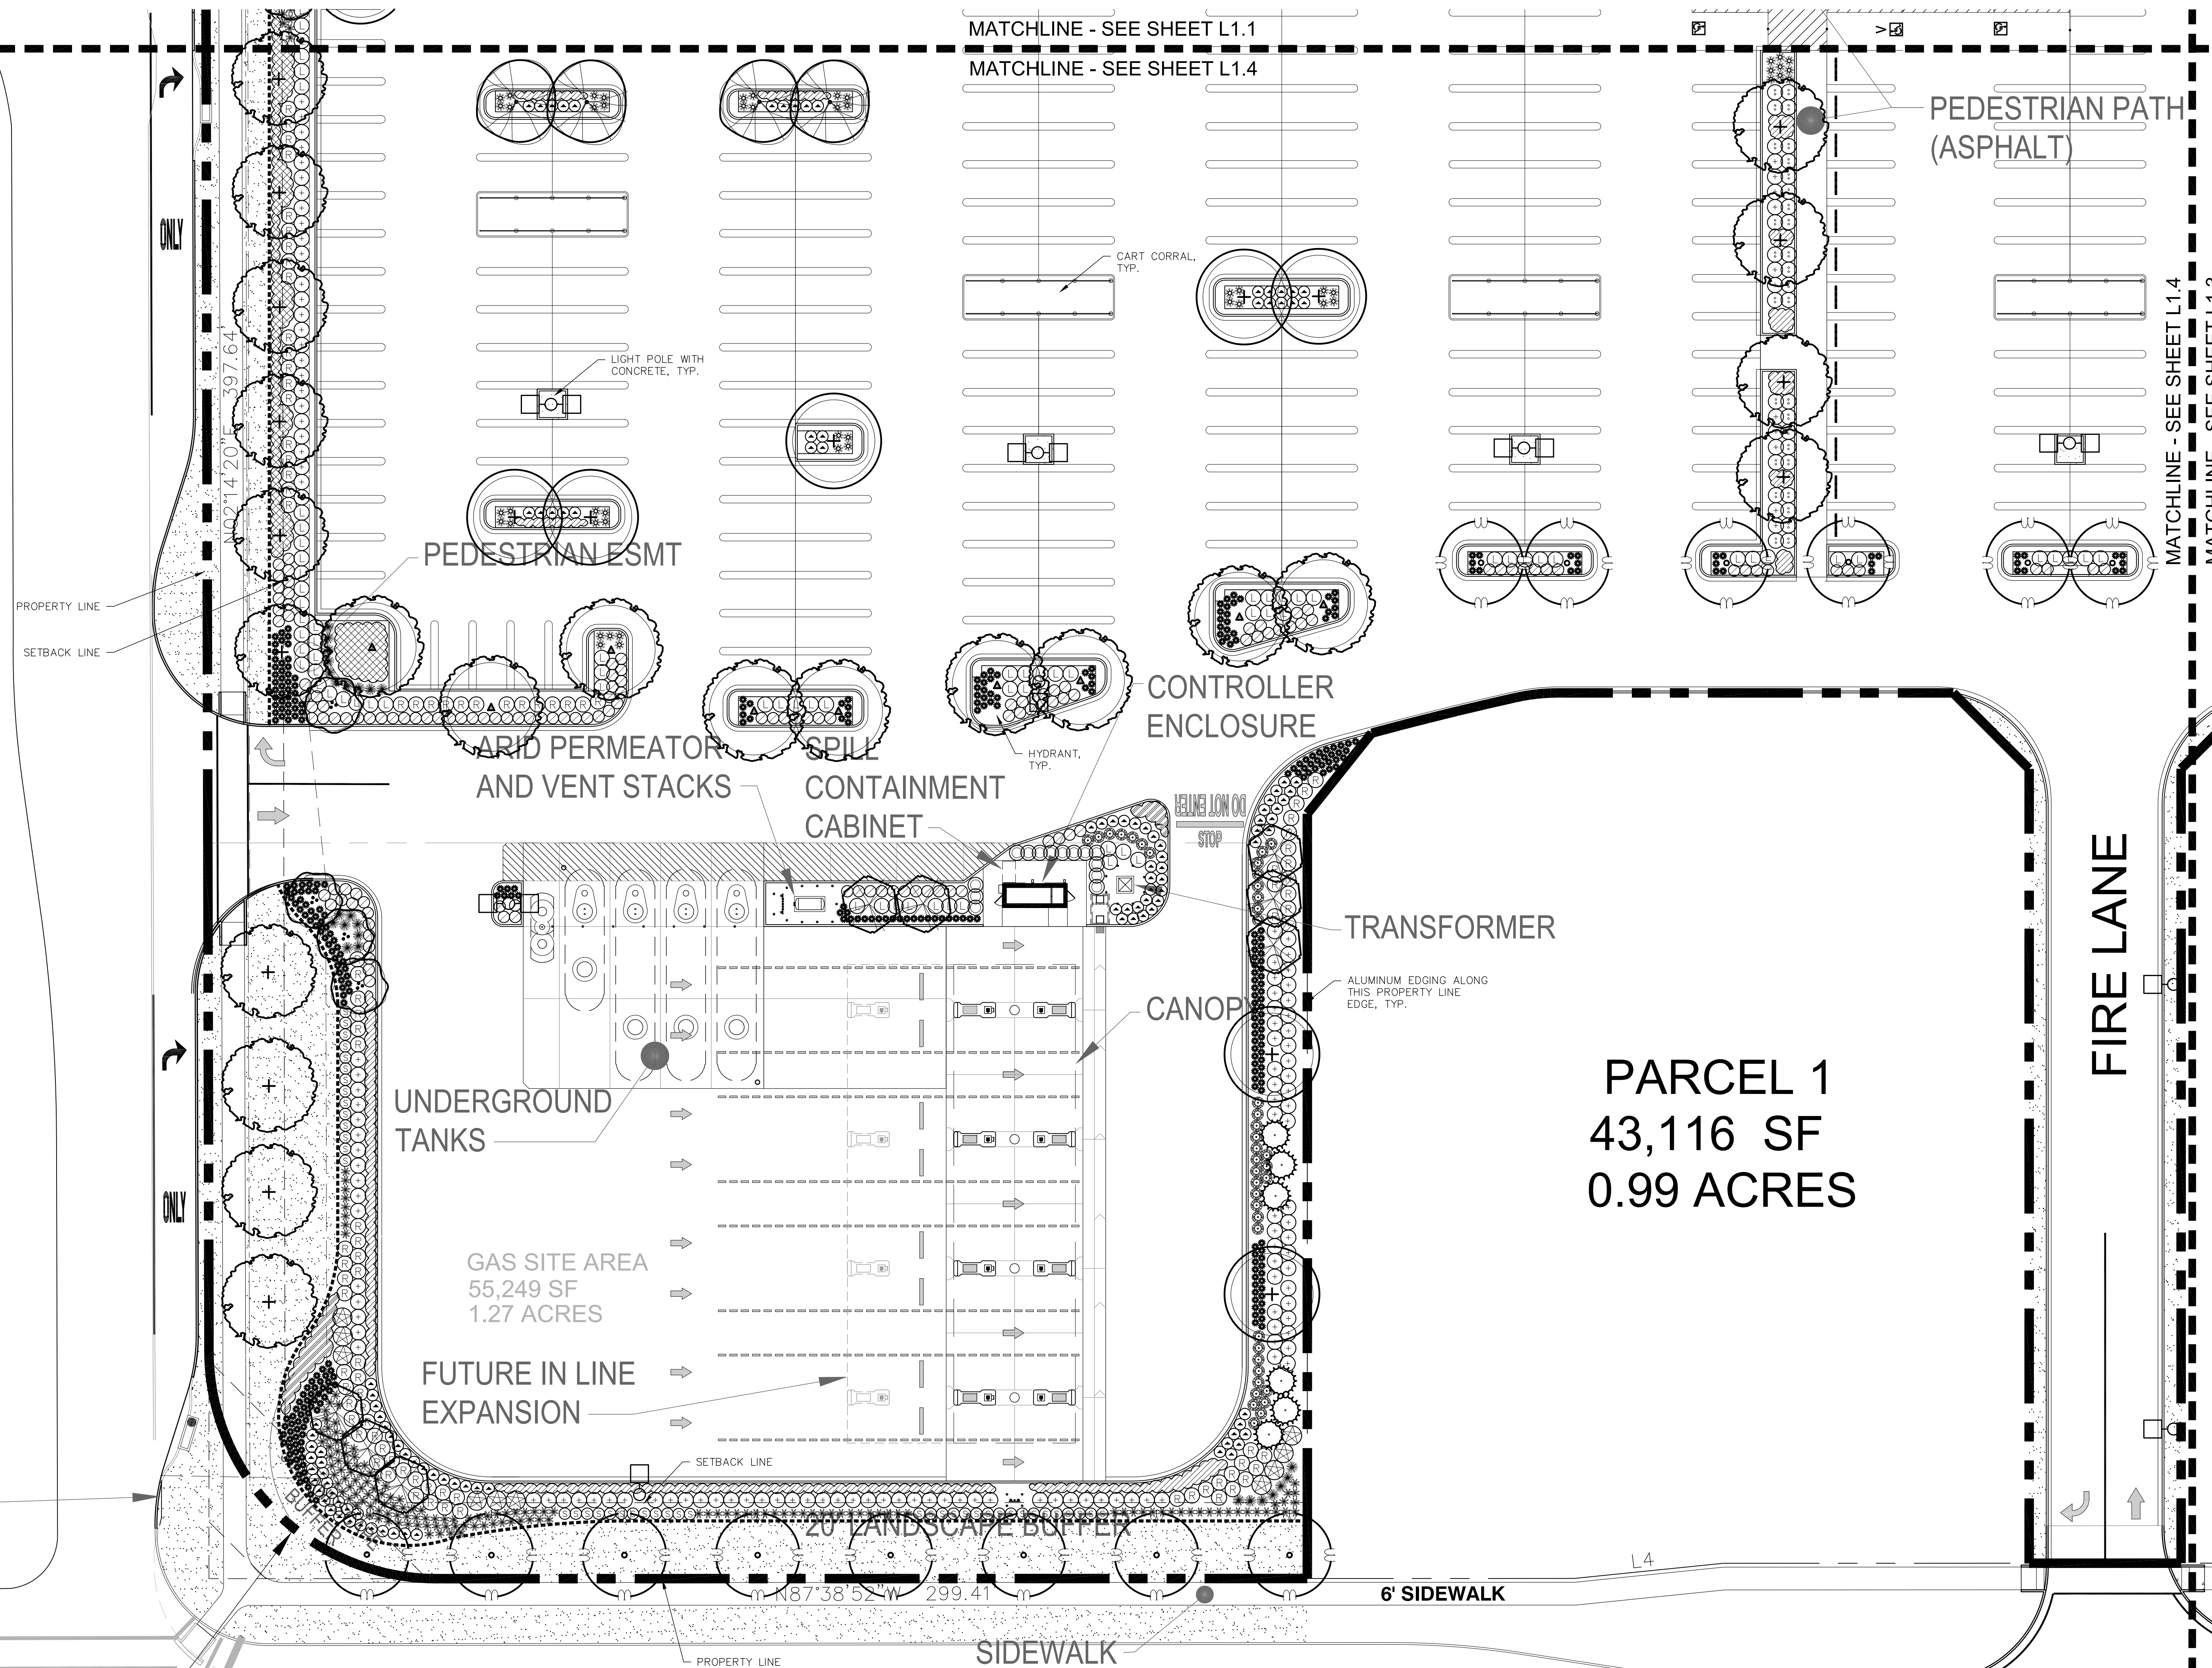 MATCHLINE - SEE SHEET L1.1
MATCHLINE - SEE SHEET L1.4
PEDESTRIAN PATH
(ASPHALT)
ONLY
CART CORRAL,
TYP.
MATCHLINE - SEE SHEET L1.4
LIGHT POLE WITH
CONCRETE, TYP.
N02°14'20"E 397.64'
PEDESTRIAN ESMT
PROPERTY LINE
SETBACK LINE
CONTROLLER
ENCLOSURE
ARID PERMEATOR
AND VENT STACKS
SPILL
CONTAINMENT
CABINET
HYDRANT,
TYP.
DO NOT ENTER
STOP
TRANSFORMER
ALUMINUM EDGING ALONG
THIS PROPERTY LINE
EDGE, TYP.
CANOPY
FIRE LANE
PARCEL 1
43,116 SF
0.99 ACRES
UNDERGROUND
TANKS
ONLY
GAS SITE AREA
55,249 SF
1.27 ACRES
FUTURE IN LINE
EXPANSION
SETBACK LINE
20' LANDSCAPE BUFFER
N87°38'52"W 299.41
L4
6' SIDEWALK
SIDEWALK
PROPERTY LINE